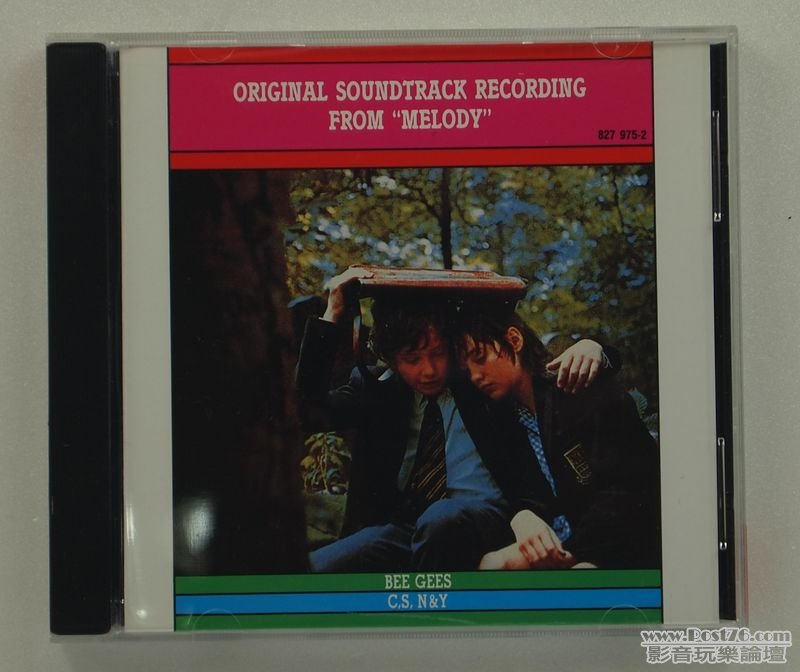 ORIGINAL SOUNDTRACK RECORDING
FROM “MELODY”
827 975-2
BEE GEES
C,S, N&Y
www.Post76.com
影音玩樂論壇